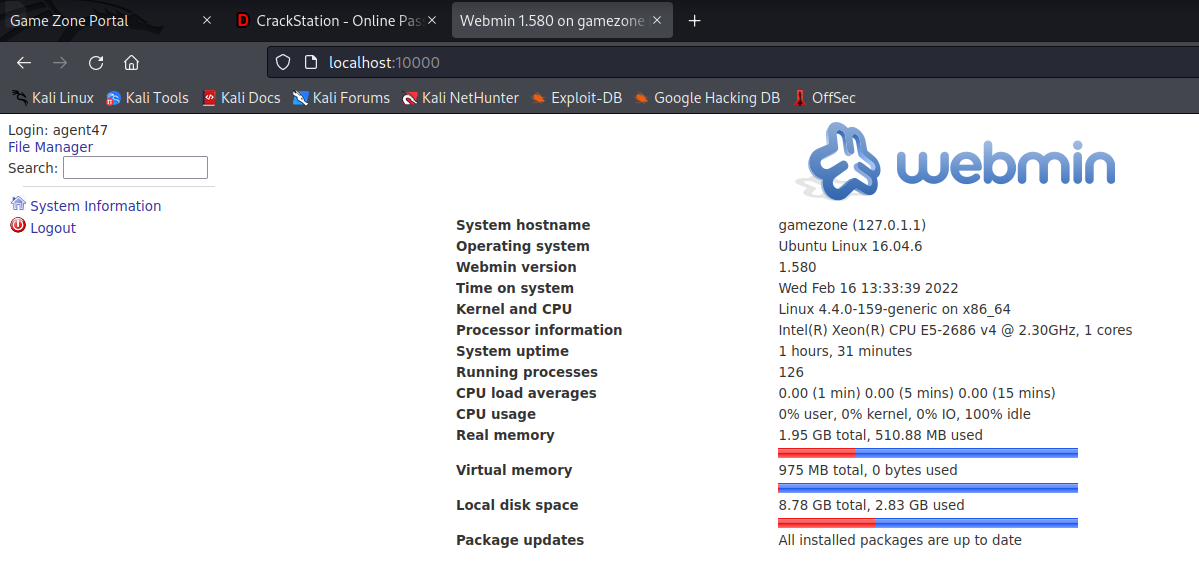 Game Zone Portal
CrackStation - Online Pas
Webmin 1.580 on gamezone
localhost:10000
Kali Linux Kali Tools Kali Docs Kali Forums Kali NetHunter Exploit-DB Google Hacking DB OffSec
Login: agent47
File Manager
Search:
System Information
Logout
webmin
System hostname gamezone (127.0.1.1)
Operating system Ubuntu Linux 16.04.6
Webmin version 1.580
Time on system Wed Feb 16 13:33:39 2022
Kernel and CPU Linux 4.4.0-159-generic on x86_64
Processor information Intel(R) Xeon(R) CPU E5-2686 v4 @ 2.30GHz, 1 cores
System uptime 1 hours, 31 minutes
Running processes 126
CPU load averages 0.00 (1 min) 0.00 (5 mins) 0.00 (15 mins)
CPU usage 0% user, 0% kernel, 0% IO, 100% idle
Real memory 1.95 GB total, 510.88 MB used
Virtual memory 975 MB total, 0 bytes used
Local disk space 8.78 GB total, 2.83 GB used
Package updates All installed packages are up to date